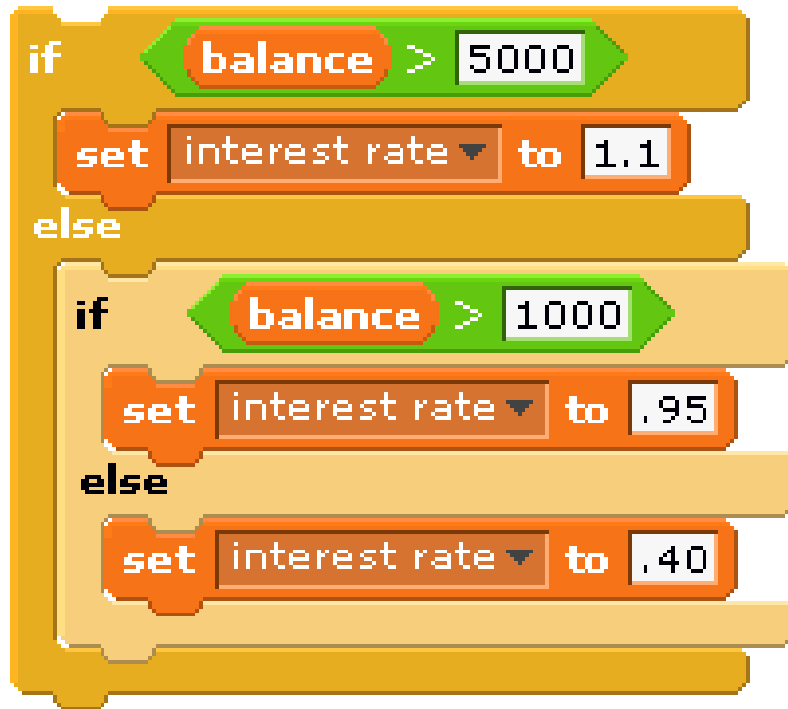 if balance > 5000
set interest rate to 1.1
else
if balance > 1000
set interest rate to .95
else
set interest rate to .40